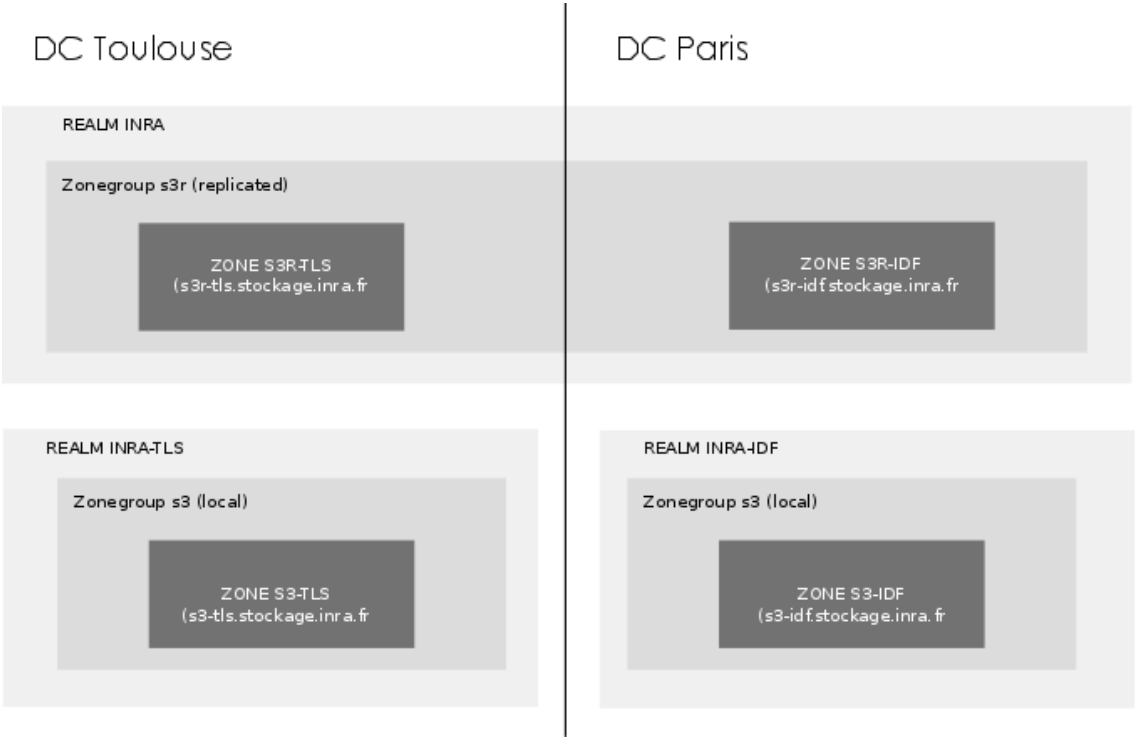 DC Toulouse
DC Paris
REALM INRA
Zonegroup s3r (replicated)
ZONE S3R-TLS
(s3r-tls.stockage.inra.fr
ZONE S3R-IDF
(s3r-idf.stockage.inra.fr
REALM INRA-TLS
REALM INRA-IDF
Zonegroup s3 (local)
Zonegroup s3 (local)
ZONE S3-TLS
(s3-tls.stockage.inra.fr
ZONE S3-IDF
(s3-idf.stockage.inra.fr